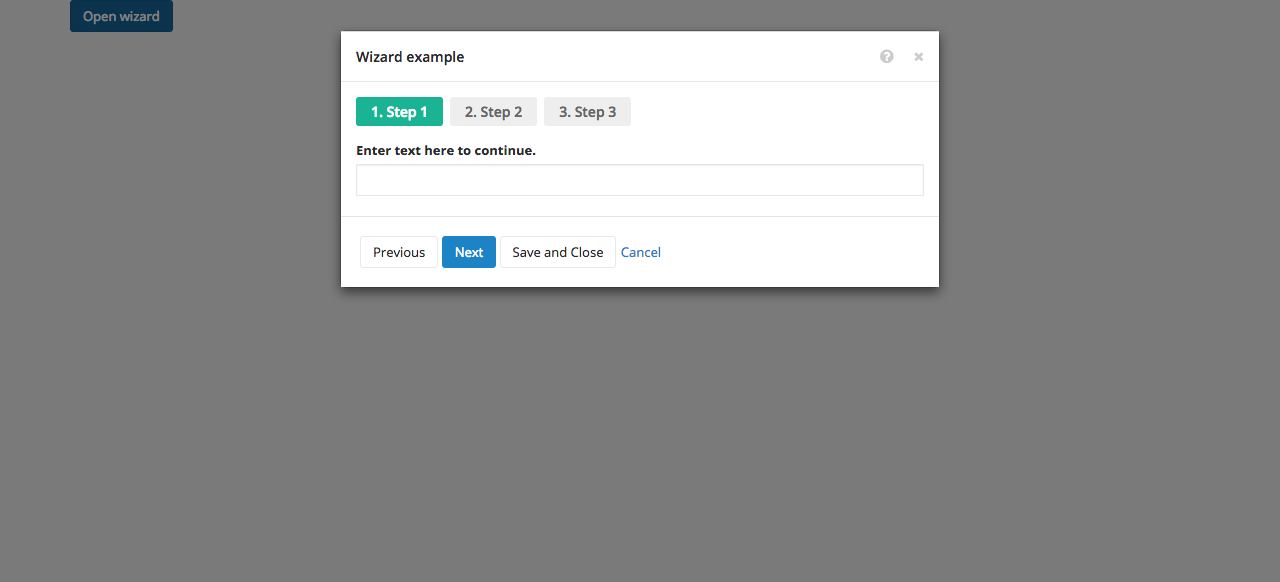 Open wizard
Wizard example
1. Step 1 2. Step 2 3. Step 3
Enter text here to continue.
Previous Next Save and Close Cancel